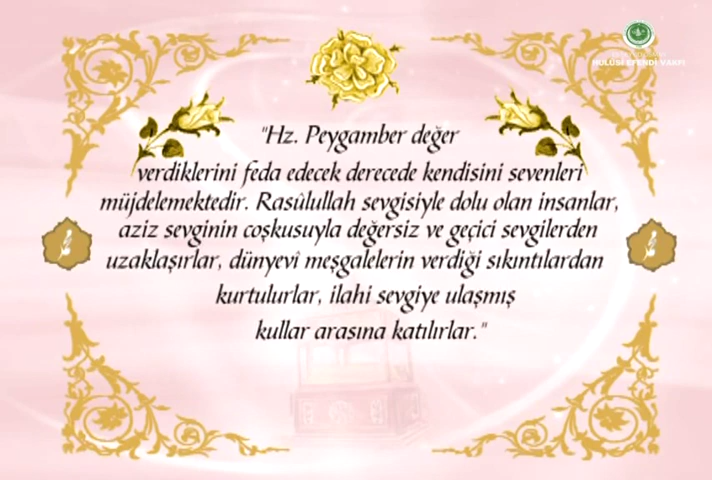 HULÛSİ EFENDİ VAKFI
"Hz. Peygamber değer
verdiklerini feda edecek derecede kendisini sevenleri
müjdelemektedir. Rasûlullah sevgisiyle dolu olan insanlar,
aziz sevginin coşkusuyla değersiz ve geçici sevgilerden
uzaklaşırlar, dünyevî meşgalelerin verdiği sıkıntılardan
kurtulurlar, ilahi sevgiye ulaşmış
kullar arasına katılırlar."